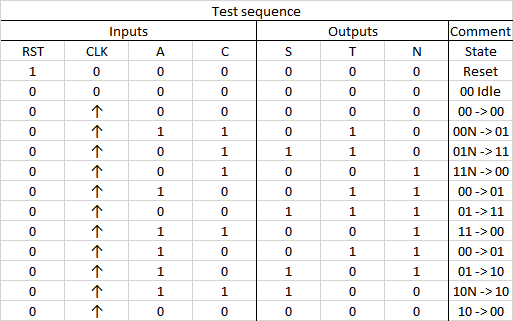 Test sequence
Inputs Outputs Comment
RST CLK A C S T N State
1 0 0 0 0 0 0 Reset
0 0 0 0 0 0 0 00 Idle
0 ↑ 0 0 0 0 0 00 -> 00
0 ↑ 1 1 0 1 0 00N -> 01
0 ↑ 0 1 1 1 0 01N -> 11
0 ↑ 0 1 0 0 1 11N -> 00
0 ↑ 1 0 0 1 1 00 -> 01
0 ↑ 0 0 1 1 1 01 -> 11
0 ↑ 1 1 0 0 1 11 -> 00
0 ↑ 1 0 0 1 1 00 -> 01
0 ↑ 1 0 1 0 1 01 -> 10
0 ↑ 1 1 1 0 0 10N -> 10
0 ↑ 0 0 0 0 0 10 -> 00